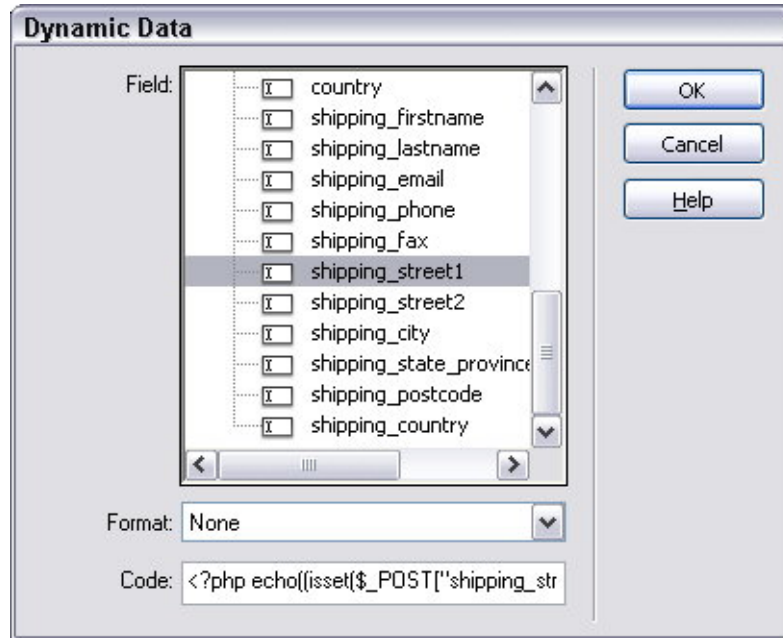 Dynamic Data
Field:
country
shipping_firstname
shipping_lastname
shipping_email
shipping_phone
shipping_fax
shipping_street1
shipping_street2
shipping_city
shipping_state_province
shipping_postcode
shipping_country
Format: None
Code: <?php echo((isset($_POST["shipping_str
OK
Cancel
Help